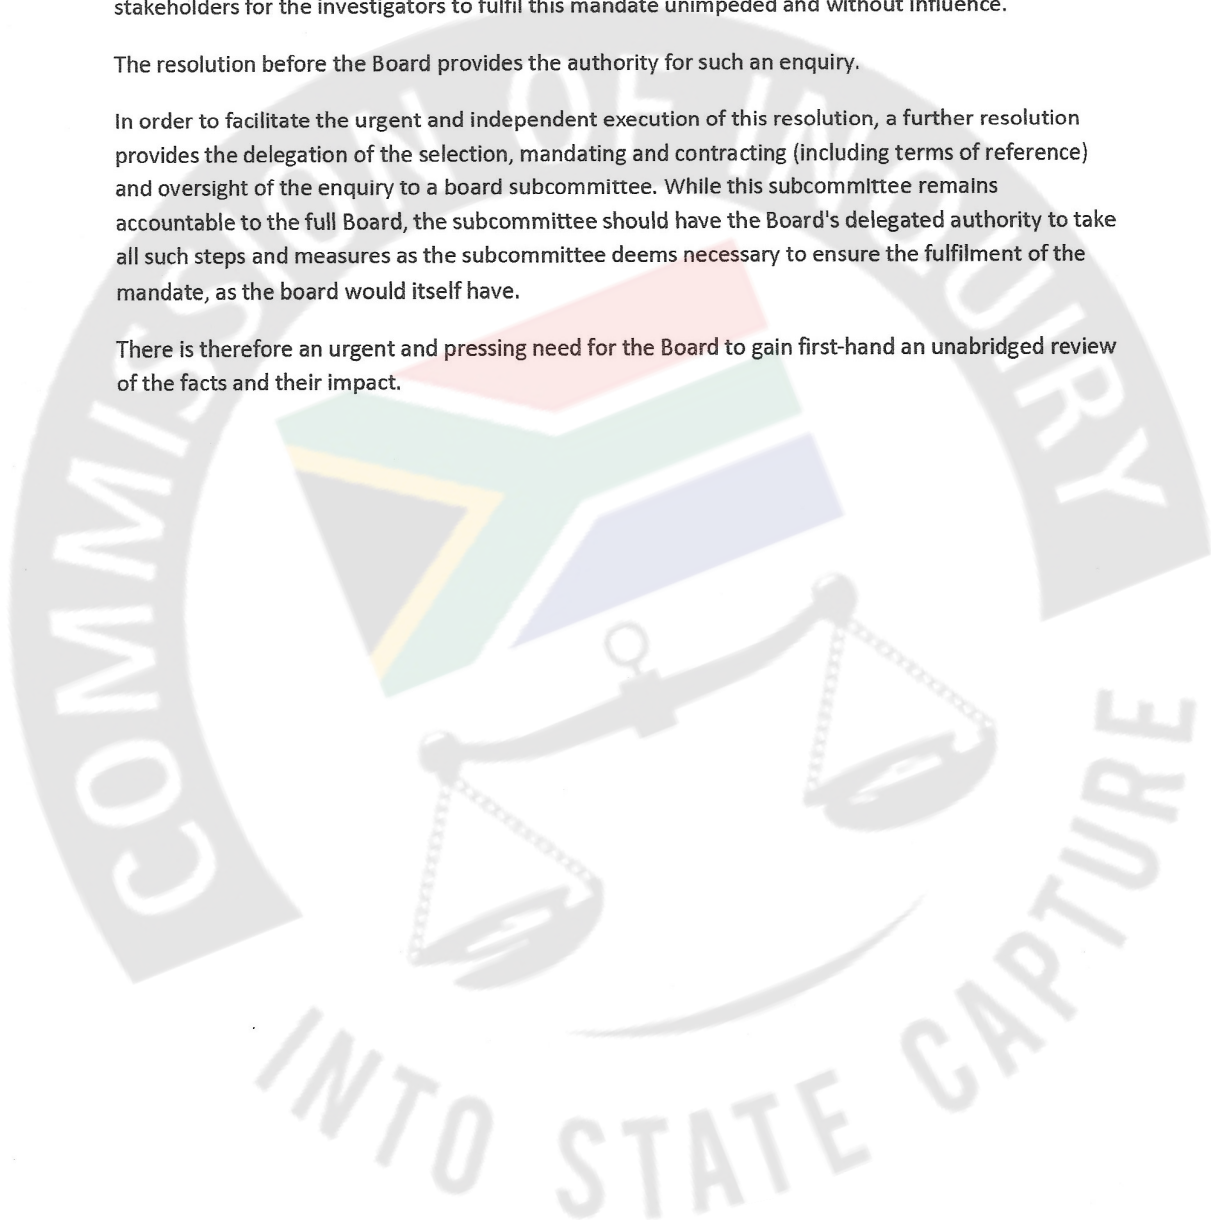 stakeholders for the investigators to fulfil this mandate unimpeded and without influence.
The resolution before the Board provides the authority for such an enquiry.
In order to facilitate the urgent and independent execution of this resolution, a further resolution
provides the delegation of the selection, mandating and contracting (including terms of reference)
and oversight of the enquiry to a board subcommittee. While this subcommittee remains
accountable to the full Board, the subcommittee should have the Board's delegated authority to take
all such steps and measures as the subcommittee deems necessary to ensure the fulfilment of the
mandate, as the board would itself have.
There is therefore an urgent and pressing need for the Board to gain first-hand an unabridged review
of the facts and their impact.
COMMISSION OF INQUIRY
INTO STATE CAPTURE